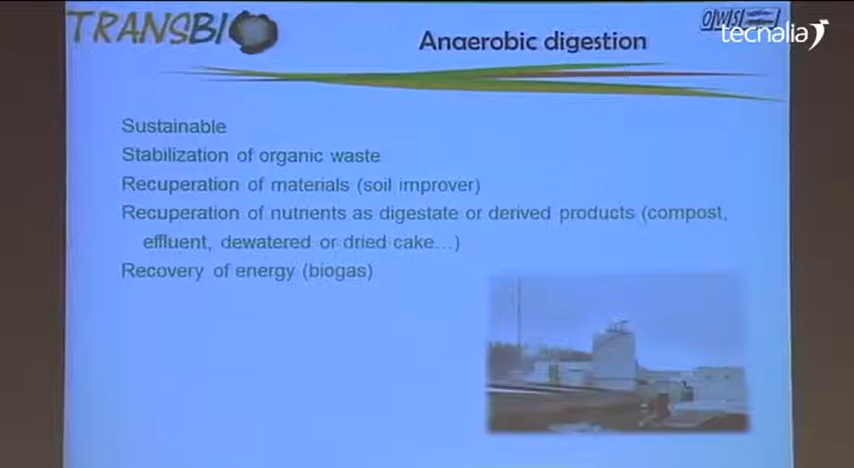 TRANSBIO
OWS
tecnalia
Anaerobic digestion
Sustainable
Stabilization of organic waste
Recuperation of materials (soil improver)
Recuperation of nutrients as digestate or derived products (compost,
effluent, dewatered or dried cake…)
Recovery of energy (biogas)